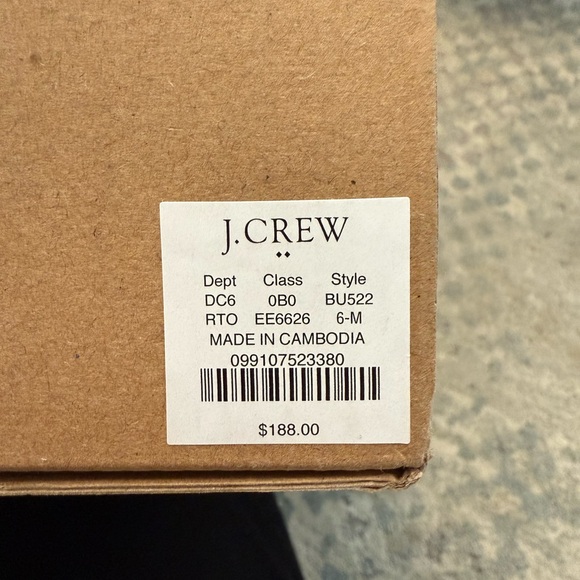 J.CREW
Dept Class Style
DC6 0B0 BU522
RTO EE6626 6-M
MADE IN CAMBODIA
099107523380
$188.00